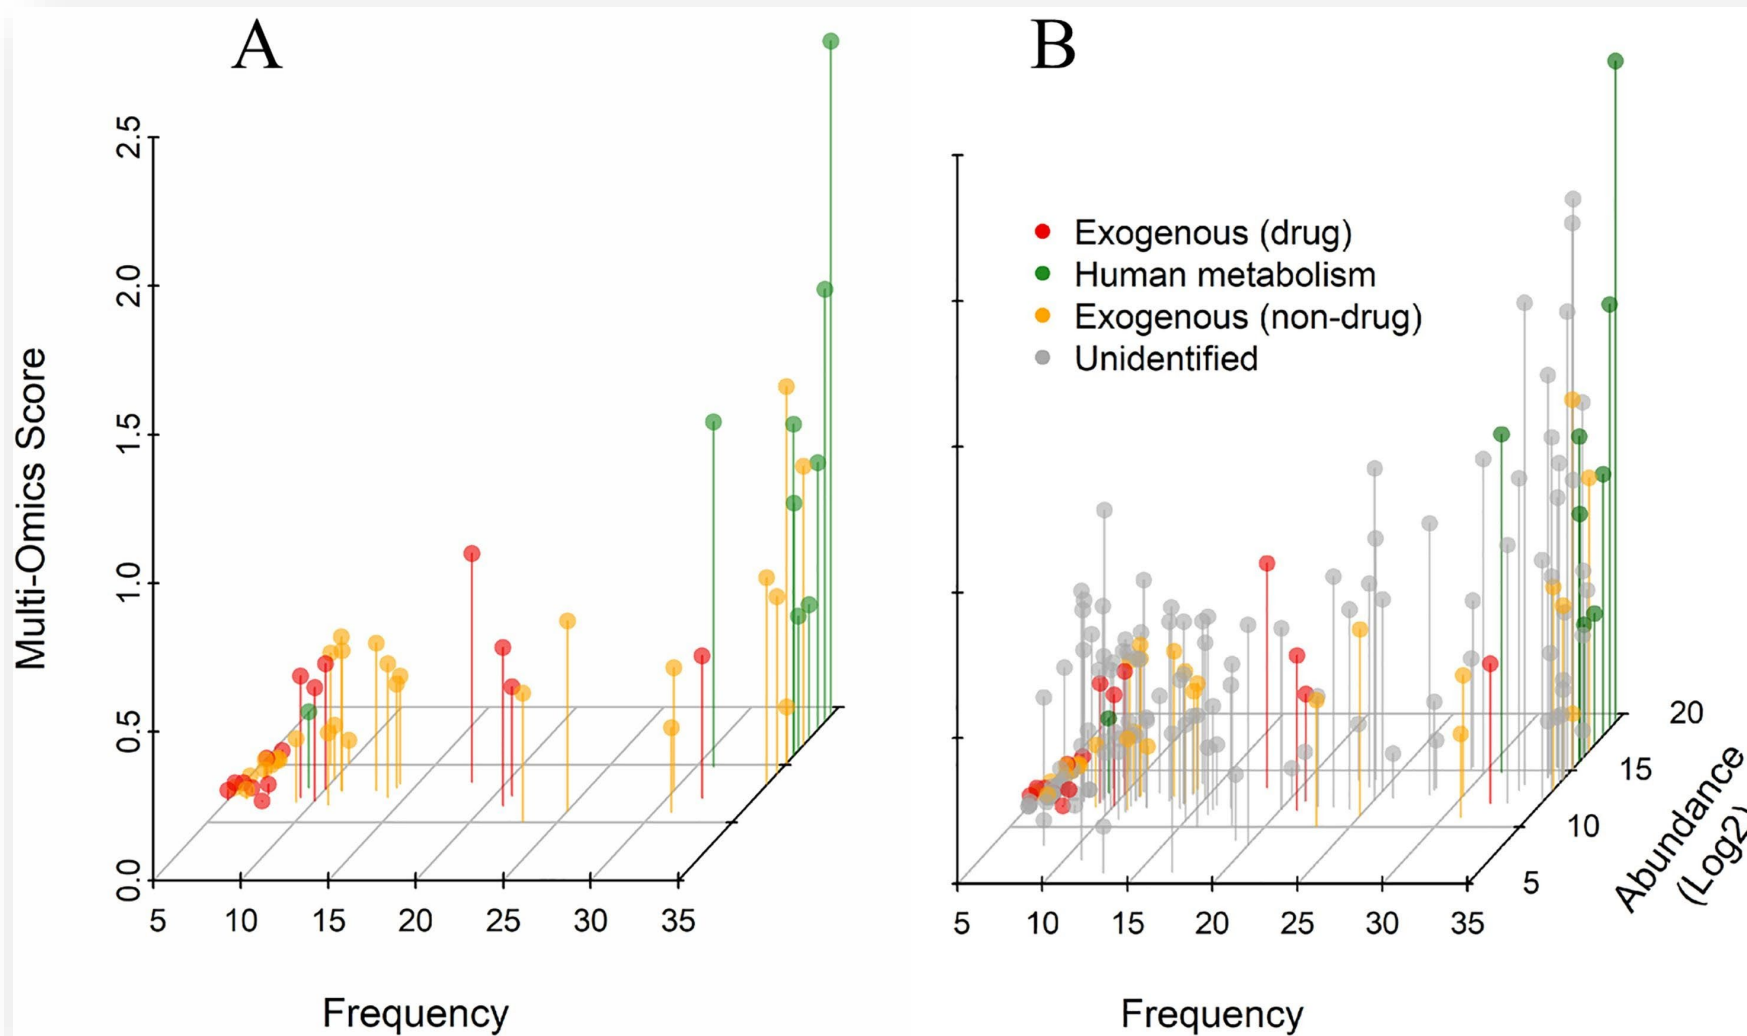 A
B
Multi-Omics Score
2.5
2.0
1.5
1.0
0.5
0.0
5 10 15 20 25 30 35
Frequency
Exogenous (drug)
Human metabolism
Exogenous (non-drug)
Unidentified
5 10 15 20 25 30 35
Frequency
20
15
10
5
Abundance
(Log2)